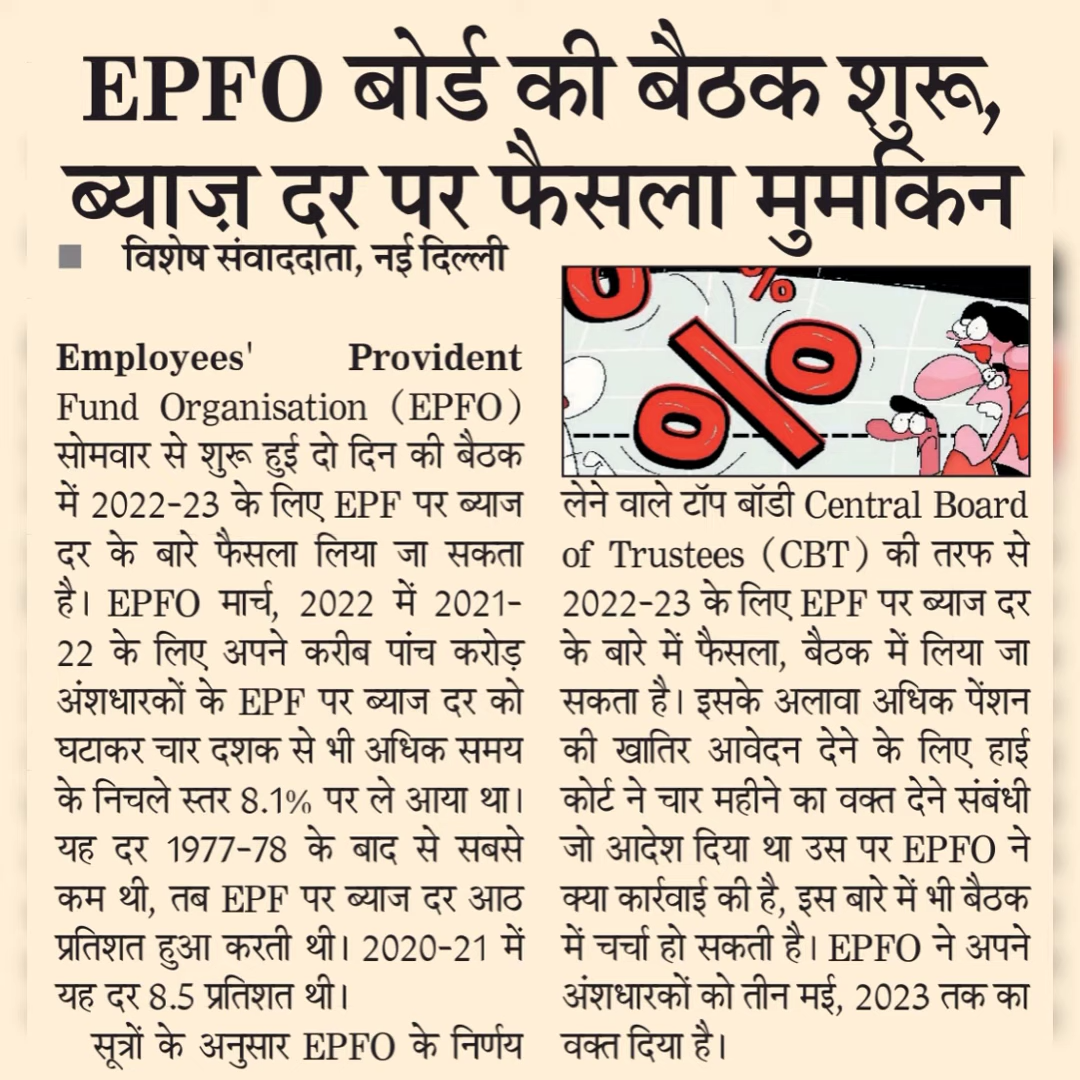 EPFO बोर्ड की बैठक शुरू,
ब्याज़ दर पर फैसला मुमकिन
विशेष संवाददाता, नई दिल्ली
Employees' Provident
Fund Organisation (EPFO)
सोमवार से शुरू हुई दो दिन की बैठक
में 2022-23 के लिए EPF पर ब्याज
दर के बारे फैसला लिया जा सकता
है। EPFO मार्च, 2022 में 2021-
22 के लिए अपने करीब पांच करोड़
अंशधारकों के EPF पर ब्याज दर को
घटाकर चार दशक से भी अधिक समय
के निचले स्तर 8.1% पर ले आया था।
यह दर 1977-78 के बाद से सबसे
कम थी, तब EPF पर ब्याज दर आठ
प्रतिशत हुआ करती थी। 2020-21 में
यह दर 8.5 प्रतिशत थी।
सूत्रों के अनुसार EPFO के निर्णय
%
%
लेने वाले टॉप बॉडी Central Board
of Trustees (CBT) की तरफ से
2022-23 के लिए EPF पर ब्याज दर
के बारे में फैसला, बैठक में लिया जा
सकता है। इसके अलावा अधिक पेंशन
की खातिर आवेदन देने के लिए हाई
कोर्ट ने चार महीने का वक्त देने संबंधी
जो आदेश दिया था उस पर EPFO ने
क्या कार्रवाई की है, इस बारे में भी बैठक
में चर्चा हो सकती है। EPFO ने अपने
अंशधारकों को तीन मई, 2023 तक का
वक्त दिया है।